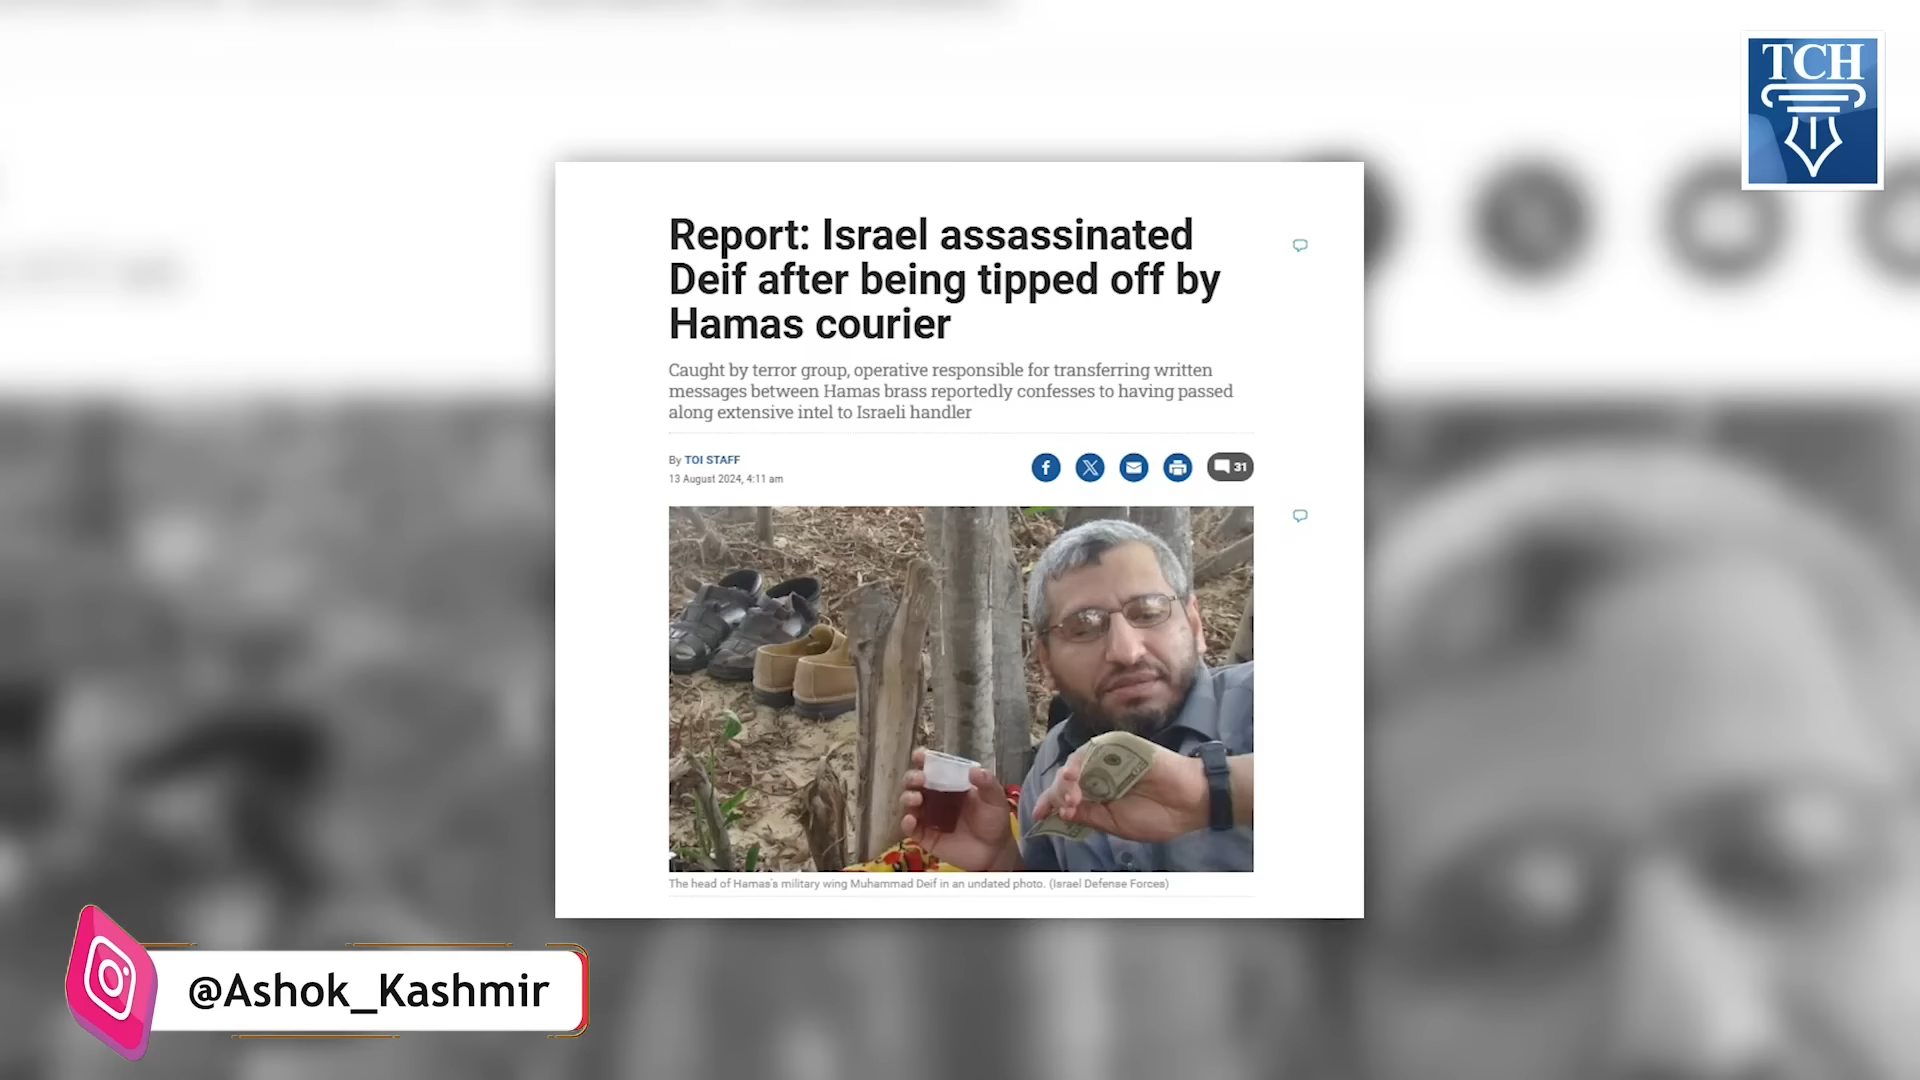 TCH
Report: Israel assassinated
Deif after being tipped off by
Hamas courier
Caught by terror group, operative responsible for transferring written
messages between Hamas brass reportedly confesses to having passed
along extensive intel to Israeli handler
By TOI STAFF
13 August 2024, 4:11 am
31
The head of Hamas's military wing Muhammad Deif in an undated photo. (Israel Defense Forces)
@Ashok_Kashmir